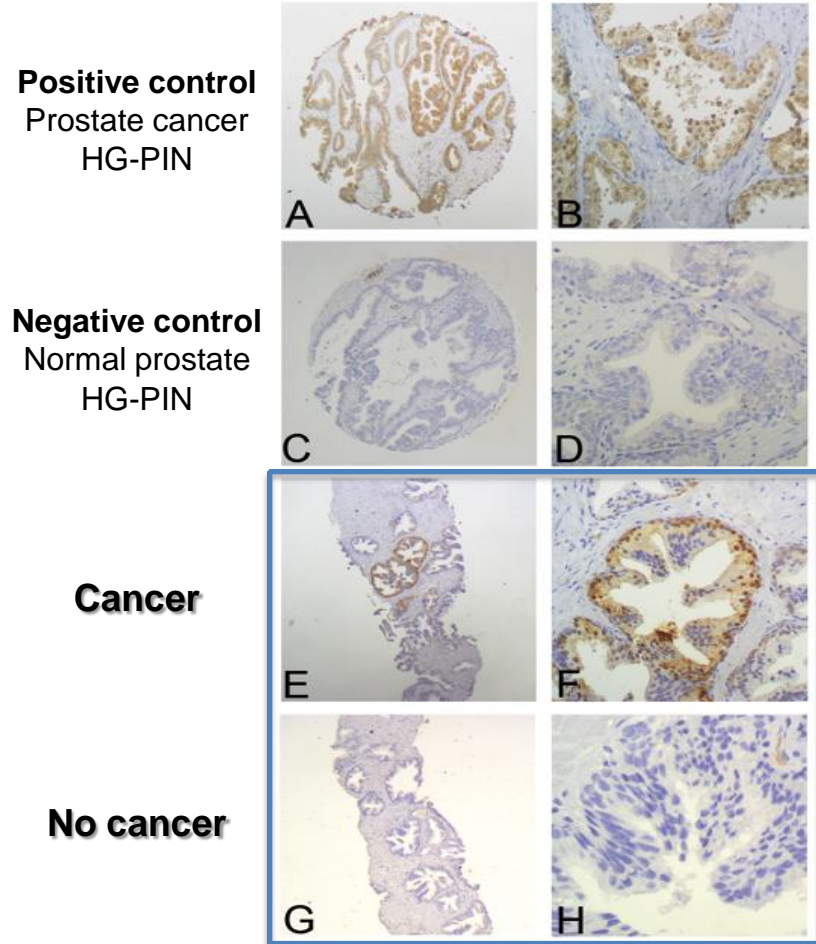 Positive control
Prostate cancer
HG-PIN
A
B
Negative control
Normal prostate
HG-PIN
C
D
Cancer
E
F
No cancer
G
H